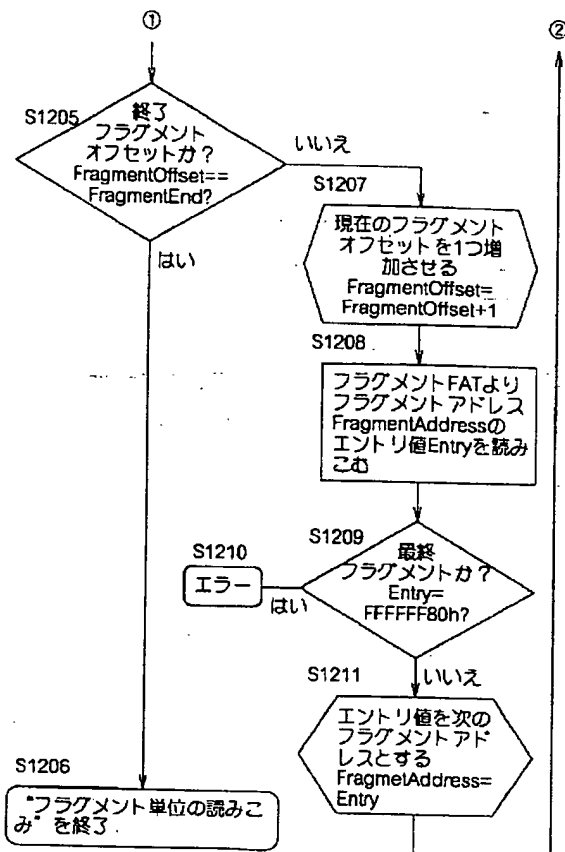 ①
②
S1205
終了
フラグメント
オフセットか？
FragmentOffset==
FragmentEnd?
いいえ
はい
S1207
現在のフラグメント
オフセットを1つ増
加させる
FragmentOffset=
FragmentOffset+1
S1208
フラグメントFATより
フラグメントアドレス
FragmentAddressの
エントリ値Entryを読み
こむ
S1209
最終
フラグメントか？
Entry=
FFFFFF80h?
はい
S1210
エラー
いいえ
S1211
エントリ値を次の
フラグメントアド
レスとする
FragmetAddress=
Entry
S1206
"フラグメント単位の読みこ
み"を終了